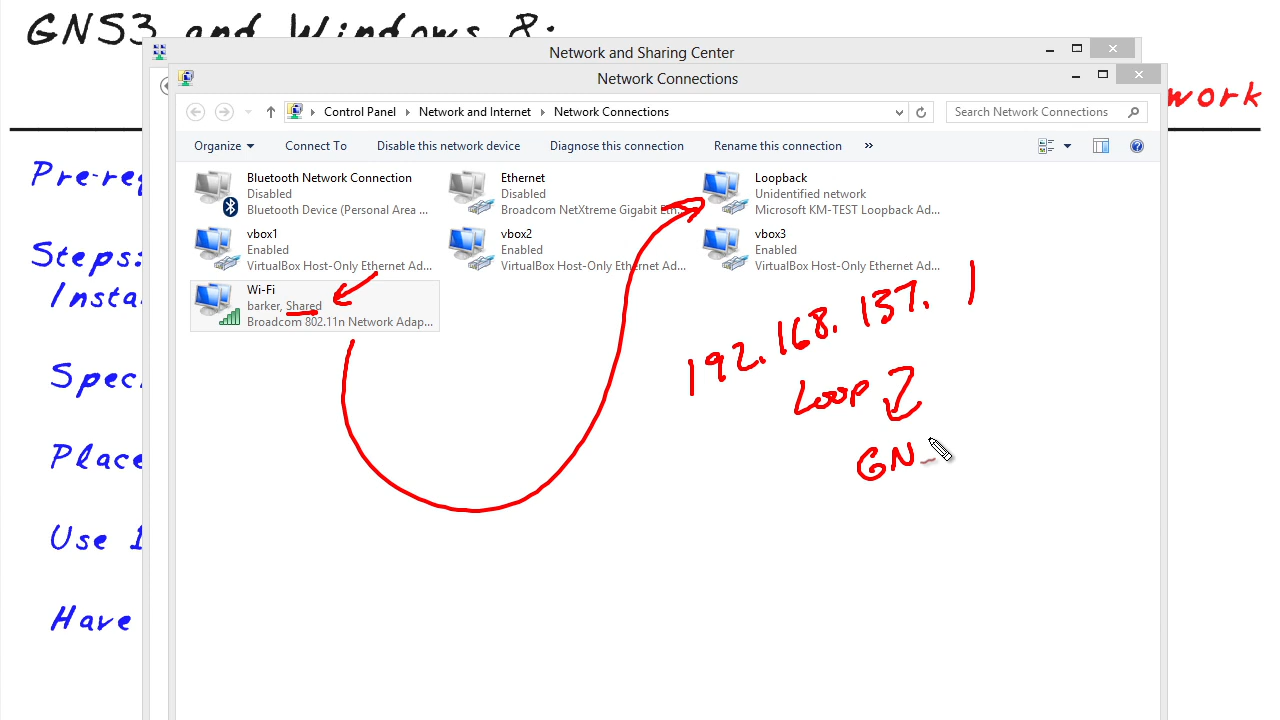 GNS3 and Windows 8:
Network and Sharing Center
Network Connections
work
Control Panel Network and Internet Network Connections
Search Network Connections
Organize Connect To Disable this network device Diagnose this connection Rename this connection »
Pre-req
Bluetooth Network Connection
Disabled
Bluetooth Device (Personal Area ...
Ethernet
Disabled
Broadcom NetXtreme Gigabit Eth...
Loopback
Unidentified network
Microsoft KM-TEST Loopback Ad...
Steps:
Insta
vbox1
Enabled
VirtualBox Host-Only Ethernet Ad...
vbox2
Enabled
VirtualBox Host-Only Ethernet Ad...
vbox3
Enabled
VirtualBox Host-Only Ethernet Ad...
Wi-Fi
barker, Shared
Broadcom 802.11n Network Adap...
192.168.137.1
Loop
GN
Spec
Place
Use
Have